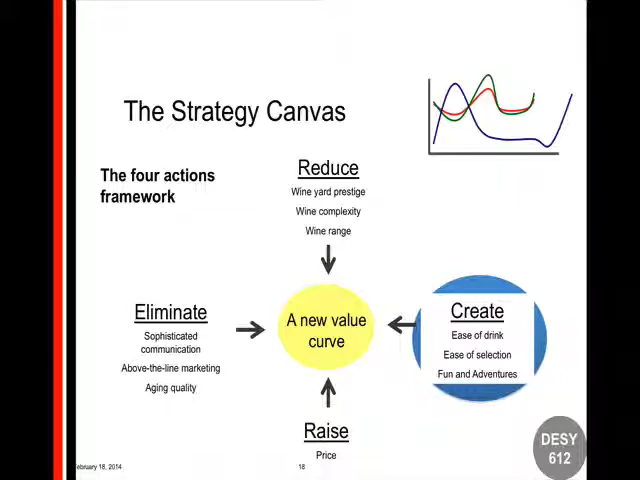 The Strategy Canvas
The four actions
framework
Reduce
Wine yard prestige
Wine complexity
Wine range
Eliminate
Sophisticated
communication
Above-the-line marketing
Aging quality
A new value
curve
Create
Ease of drink
Ease of selection
Fun and Adventures
Raise
Price
ebruary 18, 2014
18
DESY
612